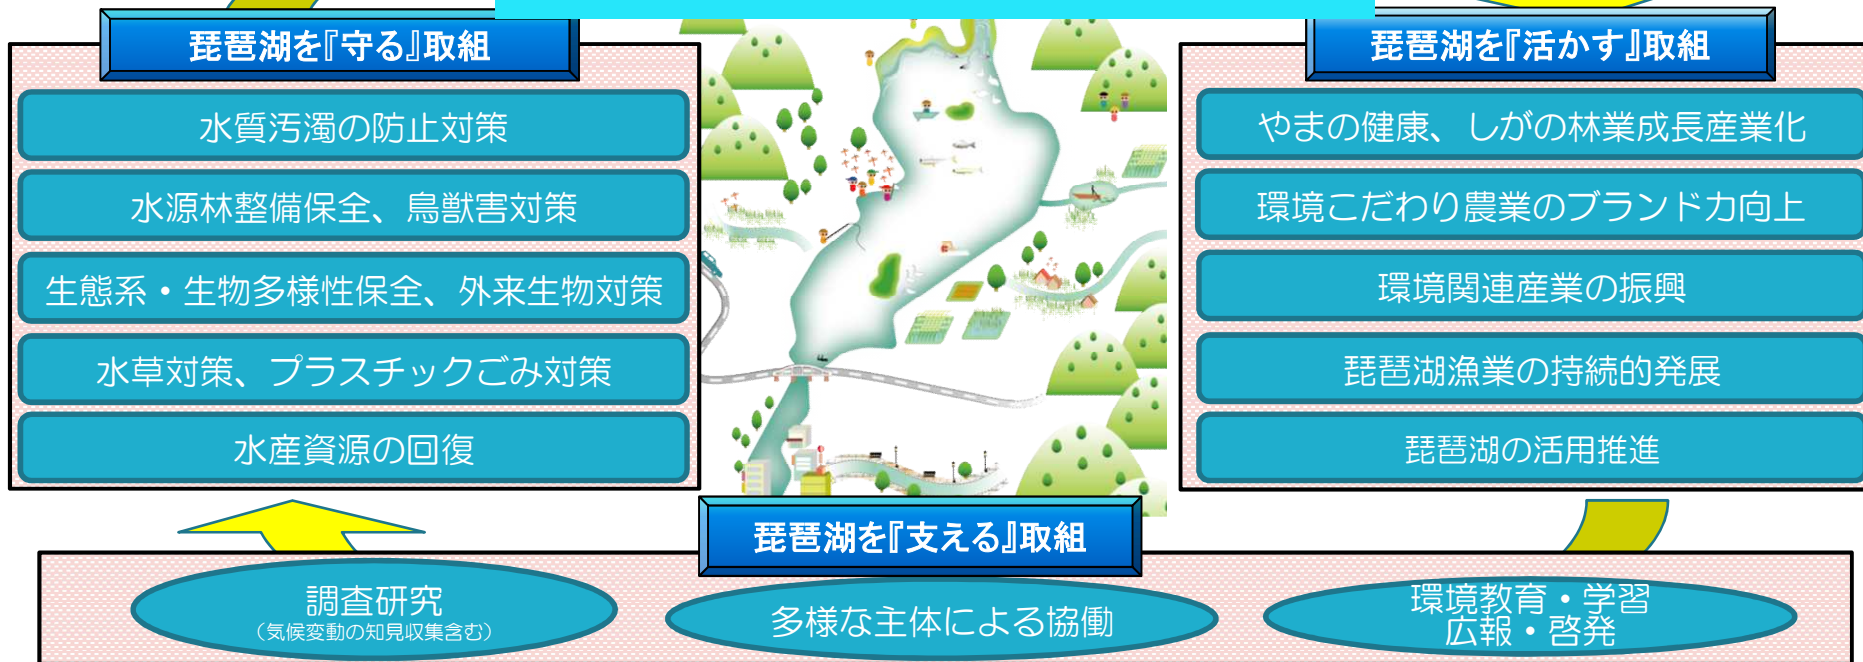 琵琶湖を『守る』取組
水質汚濁の防止対策
水源林整備保全、鳥獣害対策
生態系・生物多様性保全、外来生物対策
水草対策、プラスチックごみ対策
水産資源の回復
琵琶湖を『活かす』取組
やまの健康、しがの林業成長産業化
環境こだわり農業のブランド力向上
環境関連産業の振興
琵琶湖漁業の持続的発展
琵琶湖の活用推進
琵琶湖を『支える』取組
調査研究
（気候変動の知見収集含む）
多様な主体による協働
環境教育・学習
広報・啓発